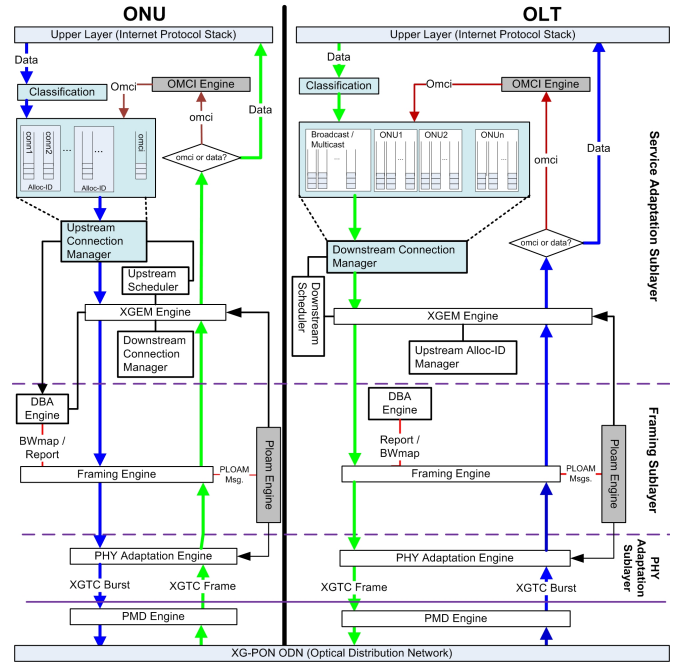 ONU
Upper Layer (Internet Protocol Stack)
Data
Classification
Omci
OMCI Engine
omci
Data
conn1
conn2
...
...
omci
Alloc-ID
Alloc-ID
omci or data?
Upstream
Connection
Manager
Upstream
Scheduler
XGEM Engine
Downstream
Connection
Manager
DBA
Engine
BWmap /
Report
Framing Engine
PLOAM
Msgs.
Ploam Engine
PHY Adaptation Engine
XGTC Burst
XGTC Frame
PMD Engine
OLT
Upper Layer (Internet Protocol Stack)
Data
Classification
Omci
OMCI Engine
omci
Data
Broadcast /
Multicast
ONU1
ONU2
ONUn
...
...
...
...
...
omci or data?
Downstream Connection
Manager
Downstream
Scheduler
XGEM Engine
Upstream Alloc-ID
Manager
DBA
Engine
Report /
BWmap
Framing Engine
PLOAM
Msgs.
Ploam Engine
PHY Adaptation Engine
XGTC Frame
XGTC Burst
PMD Engine
Service Adaptation Sublayer
Framing Sublayer
PHY
Adaptation
Sublayer
XG-PON ODN (Optical Distribution Network)